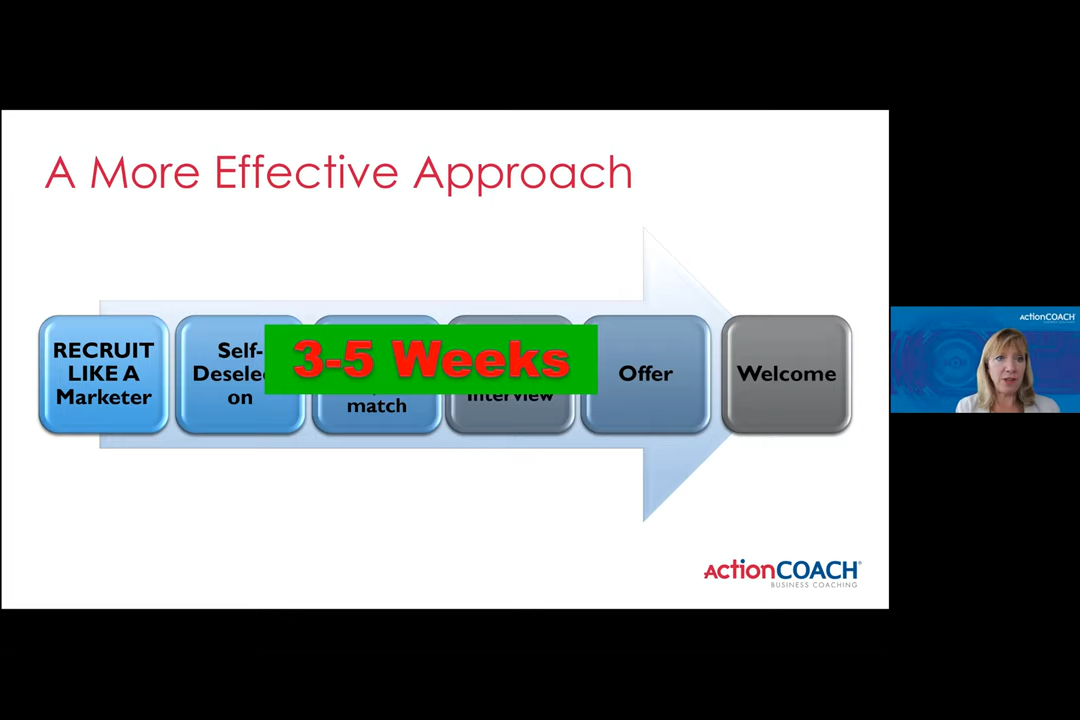 A More Effective Approach
RECRUIT
LIKE A
Marketer
Self-
Deselec
on
3-5 Weeks
match
Interview
Offer
Welcome
ActionCOACH
BUSINESS COACHING
ActionCOACH